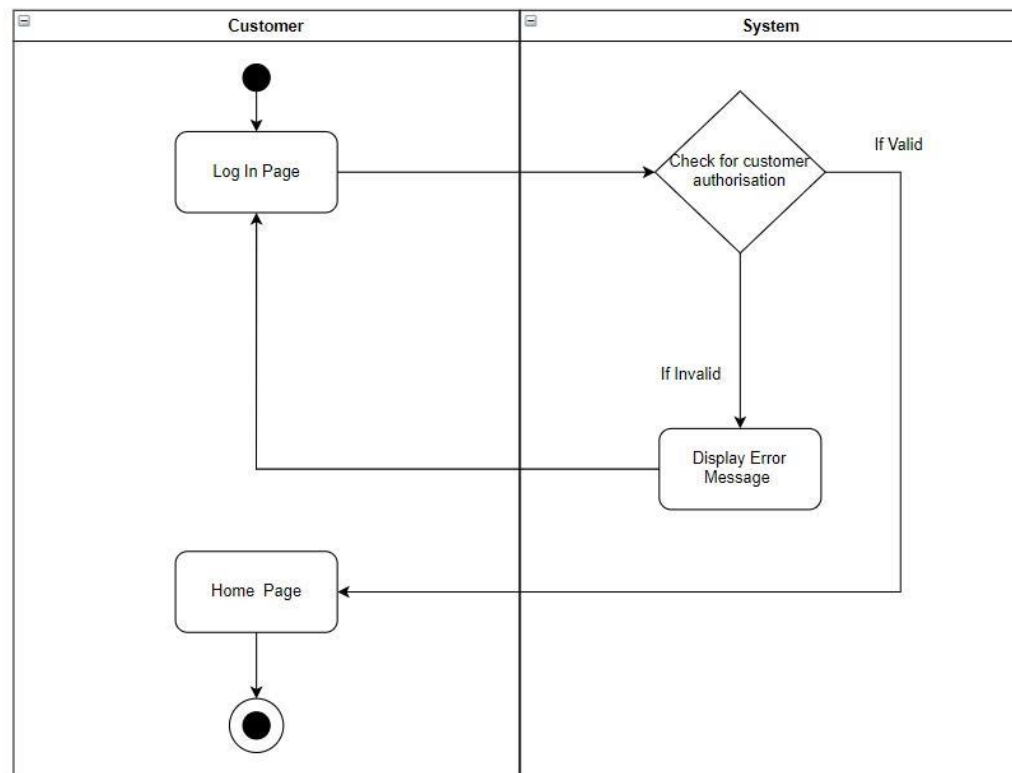 Customer
System
Log In Page
Check for customer
authorisation
If Valid
If Invalid
Display Error
Message
Home Page